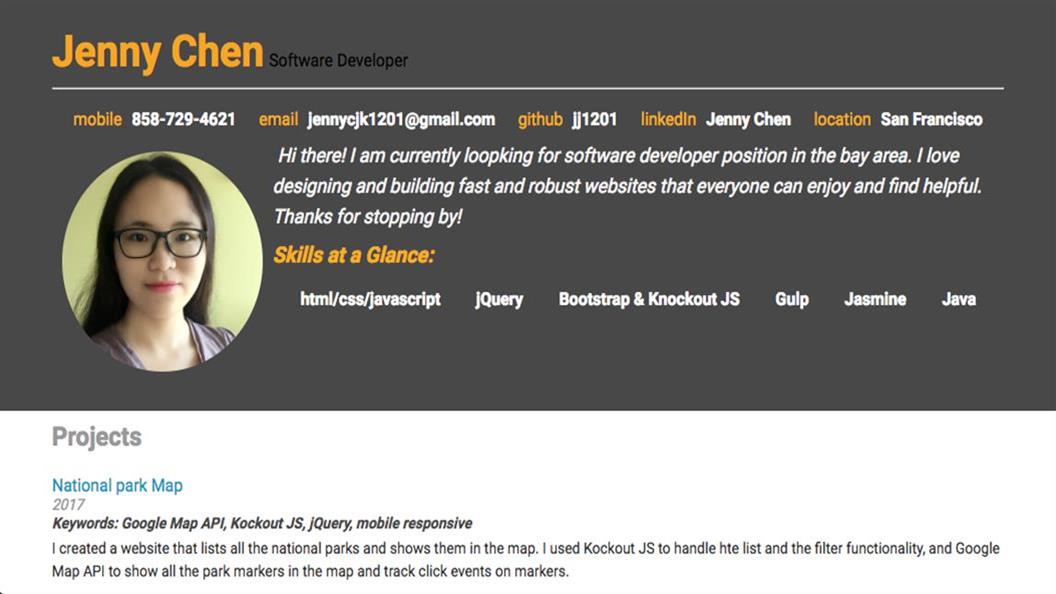 Jenny Chen Software Developer
mobile 858-729-4621 email jennycjk1201@gmail.com github jj1201 linkedIn Jenny Chen location San Francisco
Hi there! I am currently loopking for software developer position in the bay area. I love
designing and building fast and robust websites that everyone can enjoy and find helpful.
Thanks for stopping by!
Skills at a Glance:
html/css/javascript jQuery Bootstrap & Knockout JS Gulp Jasmine Java
Projects
National park Map
2017
Keywords: Google Map API, Kockout JS, jQuery, mobile responsive
I created a website that lists all the national parks and shows them in the map. I used Kockout JS to handle hte list and the filter functionality, and Google
Map API to show all the park markers in the map and track click events on markers.